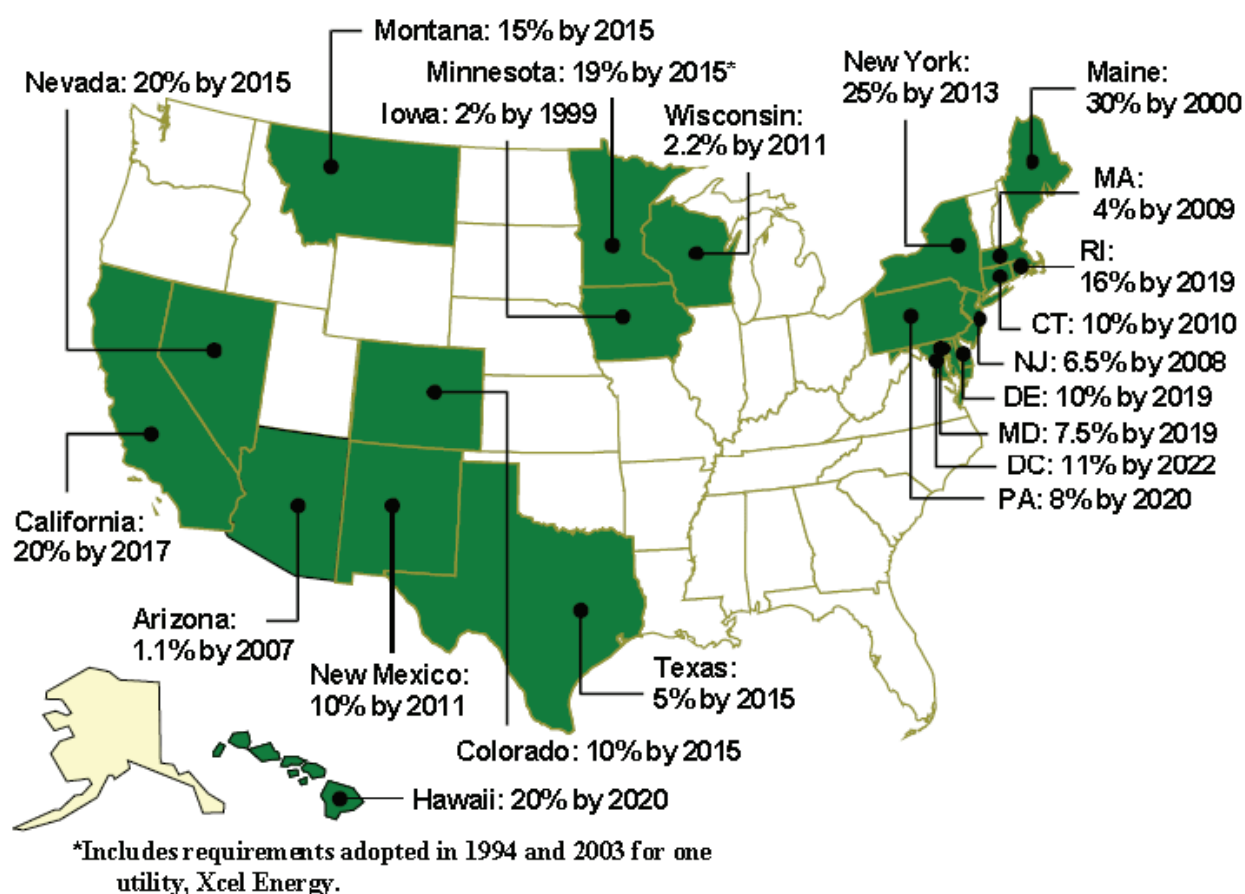 Montana: 15% by 2015
Nevada: 20% by 2015
Minnesota: 19% by 2015*
Iowa: 2% by 1999
Wisconsin:
2.2% by 2011
New York:
25% by 2013
Maine:
30% by 2000
MA:
4% by 2009
RI:
16% by 2019
CT: 10% by 2010
NJ: 6.5% by 2008
DE: 10% by 2019
MD: 7.5% by 2019
DC: 11% by 2022
PA: 8% by 2020
California:
20% by 2017
Arizona:
1.1% by 2007
New Mexico:
10% by 2011
Texas:
5% by 2015
Colorado: 10% by 2015
Hawaii: 20% by 2020
*Includes requirements adopted in 1994 and 2003 for one
utility, Xcel Energy.